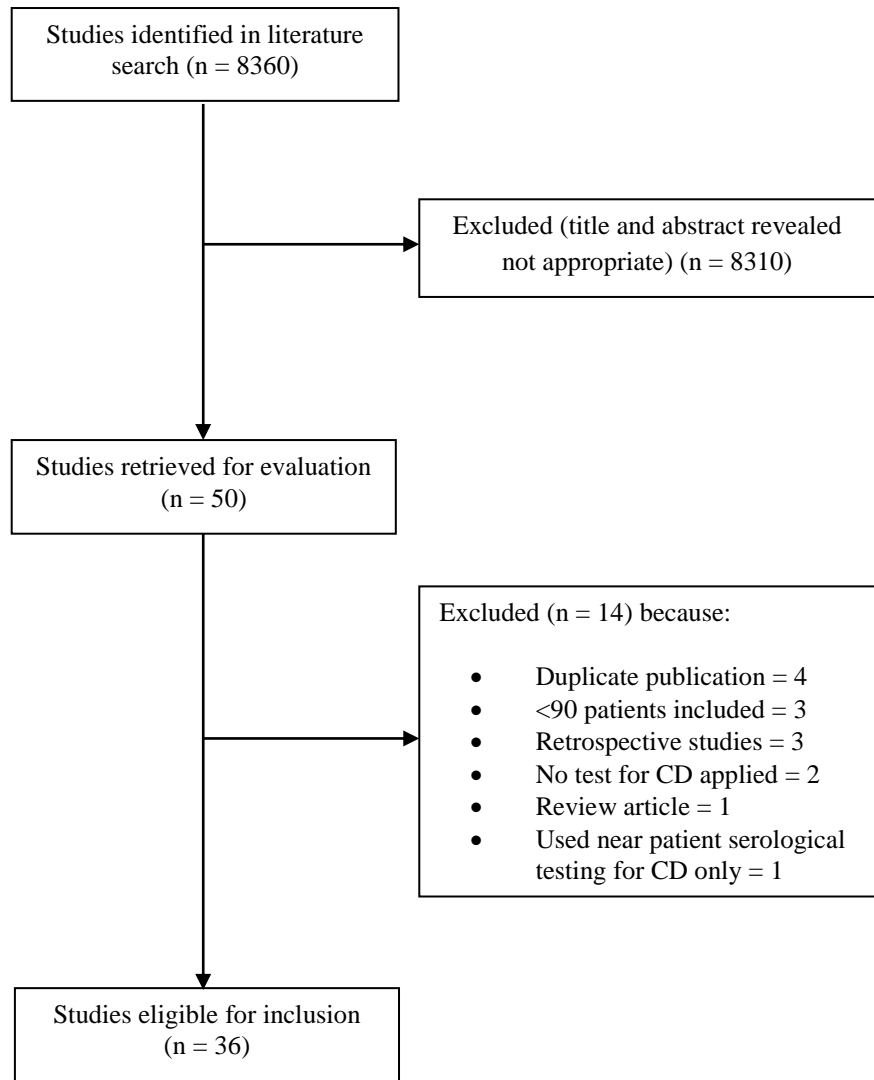 Studies identified in literature
search (n = 8360)
Excluded (title and abstract revealed
not appropriate) (n = 8310)
Studies retrieved for evaluation
(n = 50)
Excluded (n = 14) because:
• Duplicate publication = 4
• <90 patients included = 3
• Retrospective studies = 3
• No test for CD applied = 2
• Review article = 1
• Used near patient serological
testing for CD only = 1
Studies eligible for inclusion
(n = 36)